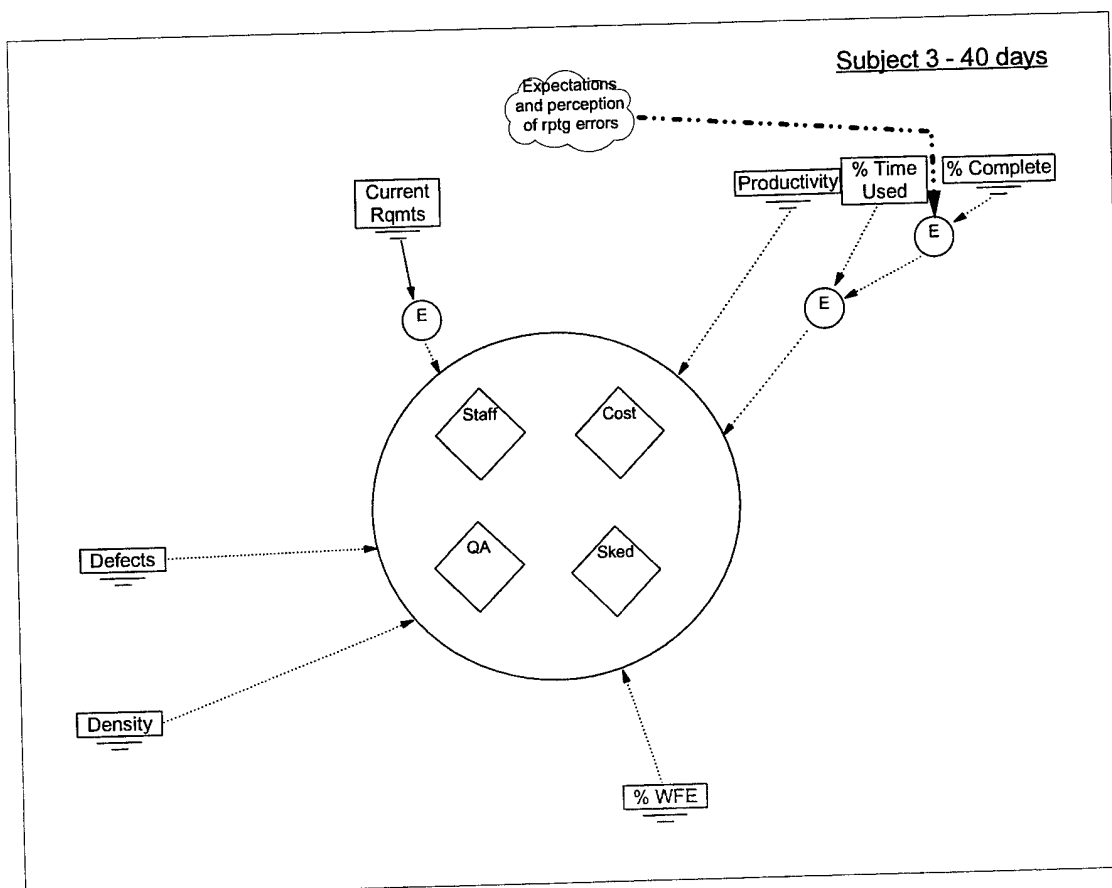 Subject 3 - 40 days
Expectations
and perception
of rptg errors
Current
Rqmts
Productivity
% Time
Used
% Complete
E
E
E
Staff
Cost
QA
Sked
Defects
Density
% WFE